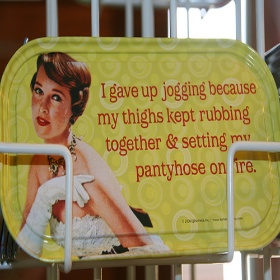 I gave up jogging because
my thighs kept rubbing
together & setting my
pantyhose on fire.